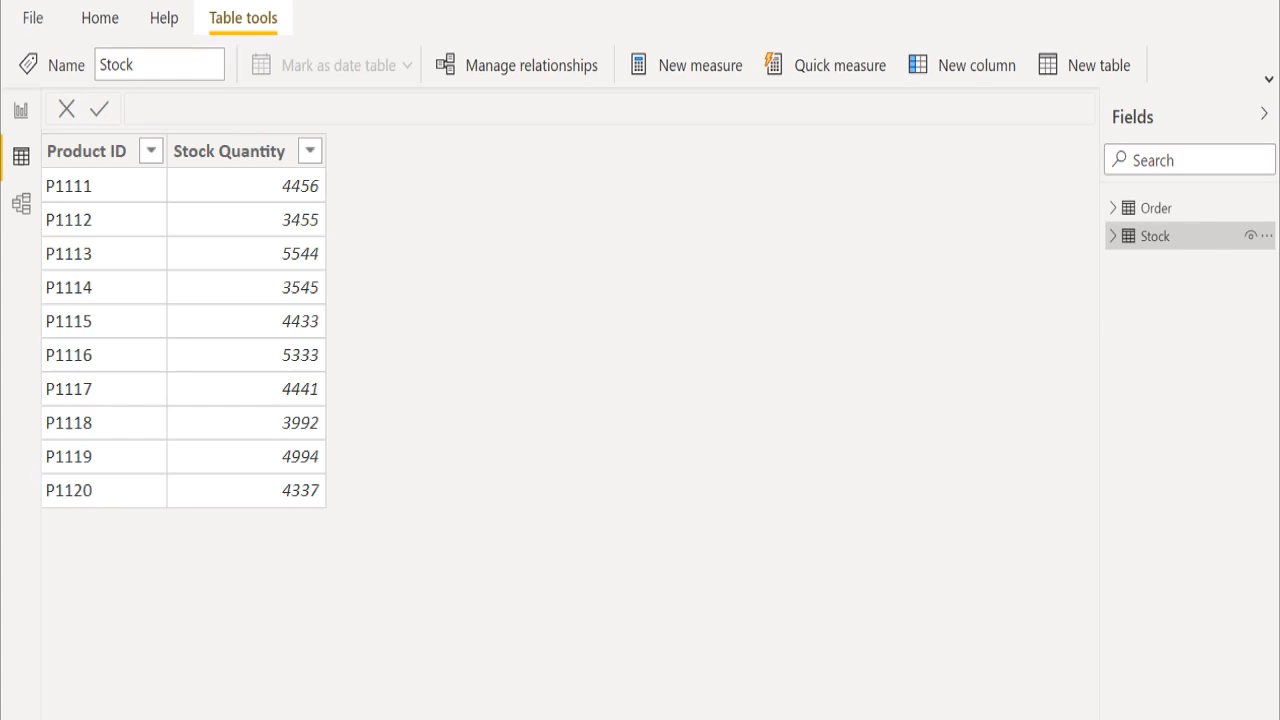 File Home Help Table tools
Name Stock Mark as date table Manage relationships New measure Quick measure New column New table
Fields
Search
Order
Stock
Product ID Stock Quantity
P1111 4456
P1112 3455
P1113 5544
P1114 3545
P1115 4433
P1116 5333
P1117 4441
P1118 3992
P1119 4994
P1120 4337